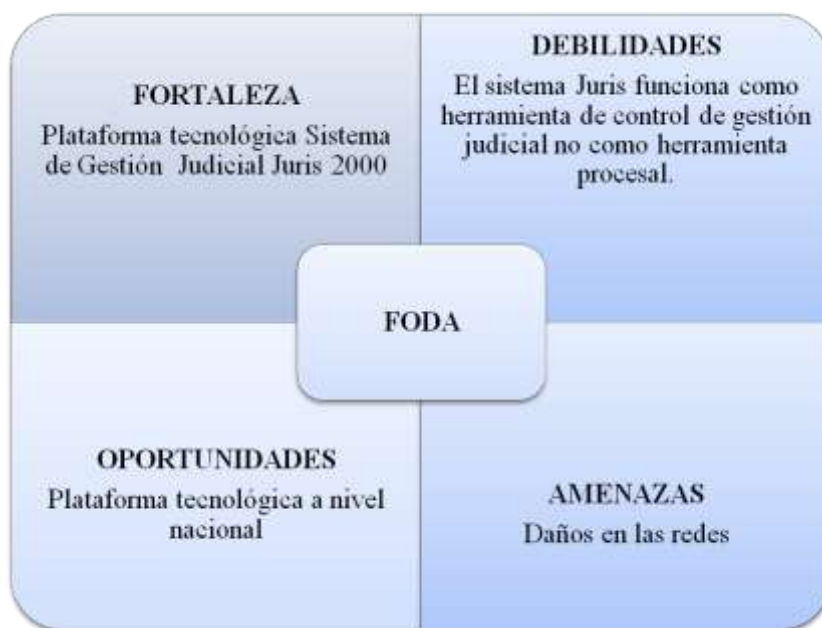 FORTALEZA
Plataforma tecnológica Sistema
de Gestión Judicial Juris 2000
DEBILIDADES
El sistema Juris funciona como
herramienta de control de gestión
judicial no como herramienta
procesal.
FODA
OPORTUNIDADES
Plataforma tecnológica a nivel
nacional
AMENAZAS
Daños en las redes